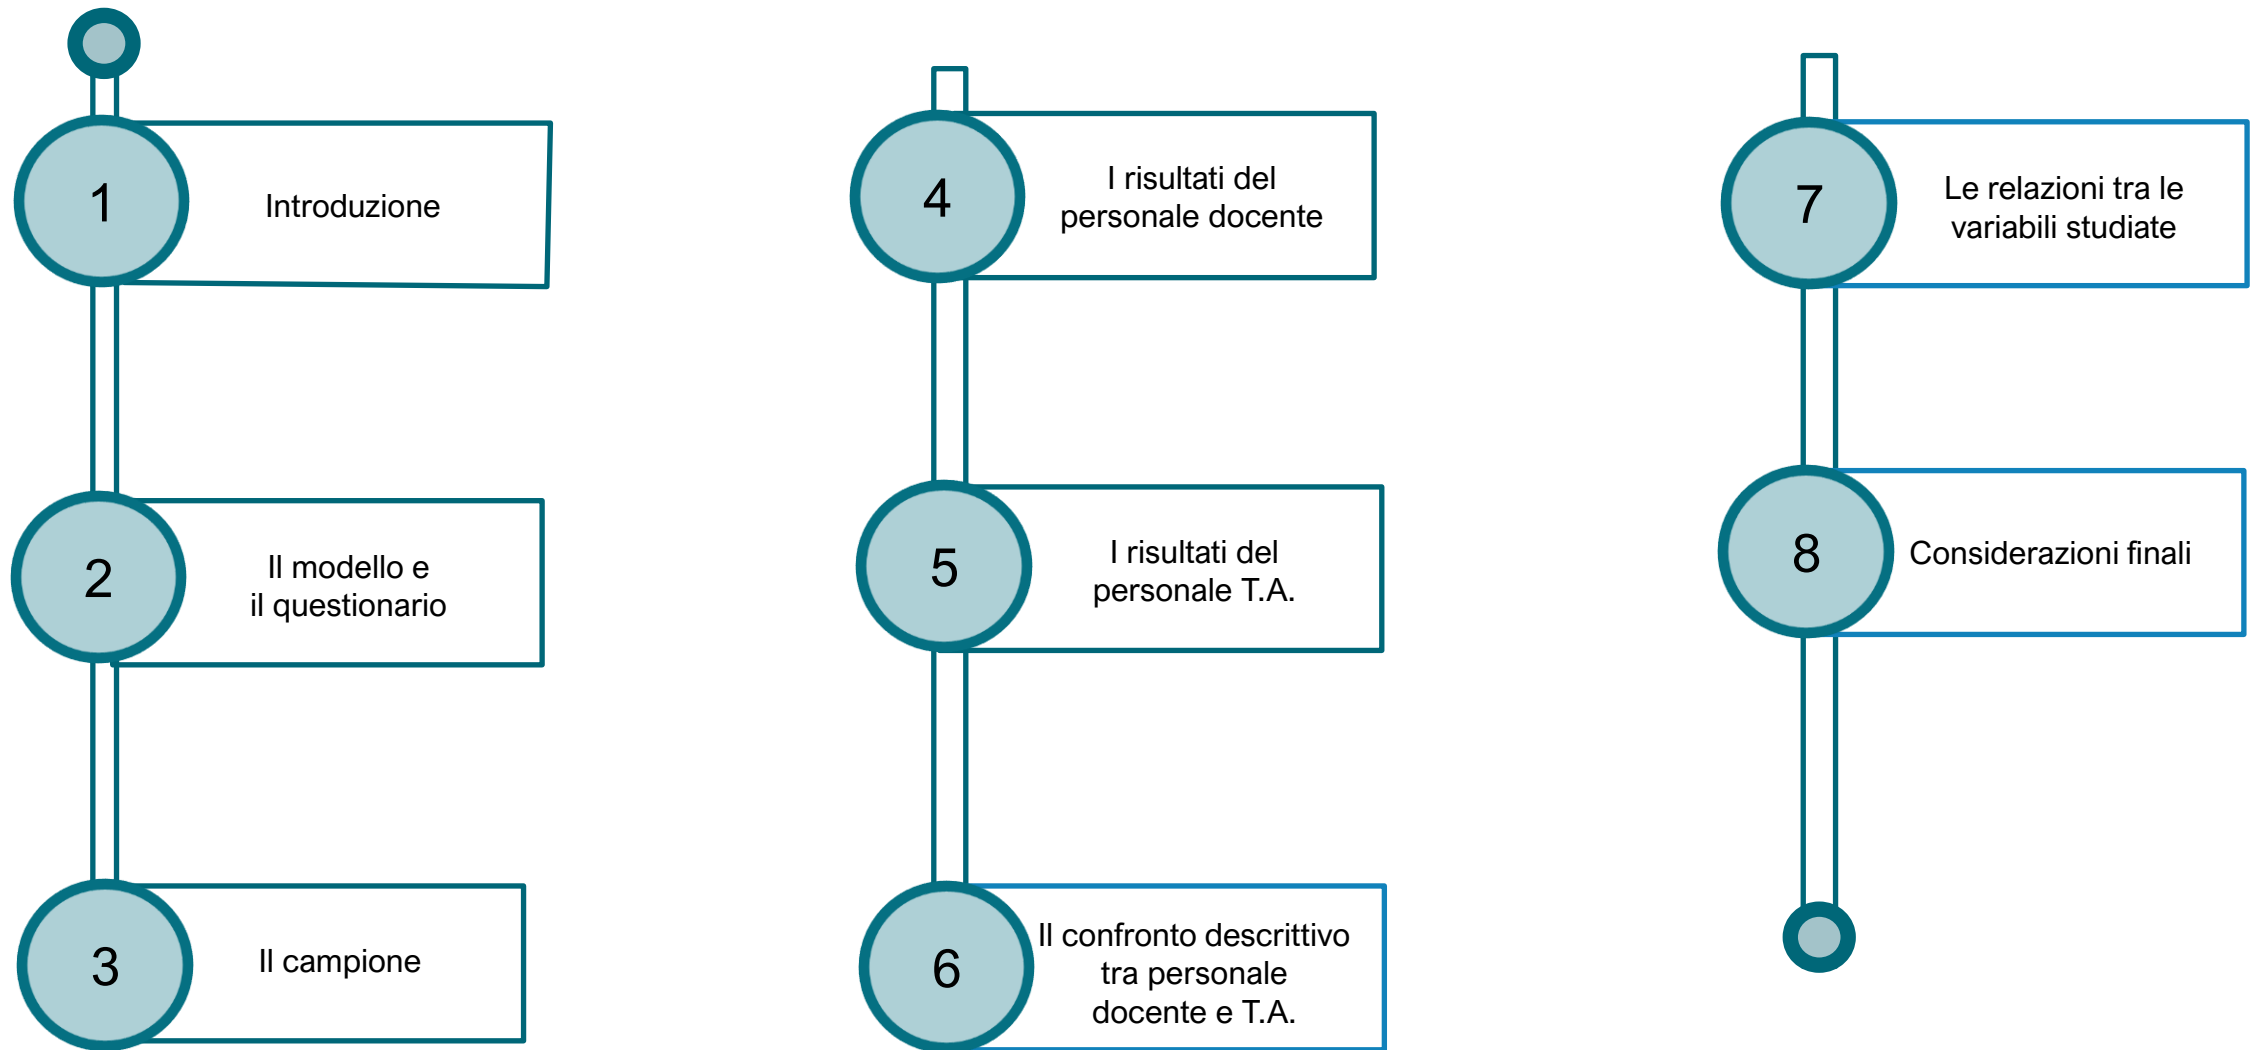 1
Introduzione
2
Il modello e
il questionario
3
Il campione
4
I risultati del
personale docente
5
I risultati del
personale T.A.
6
Il confronto descrittivo
tra personale
docente e T.A.
7
Le relazioni tra le
variabili studiate
8
Considerazioni finali